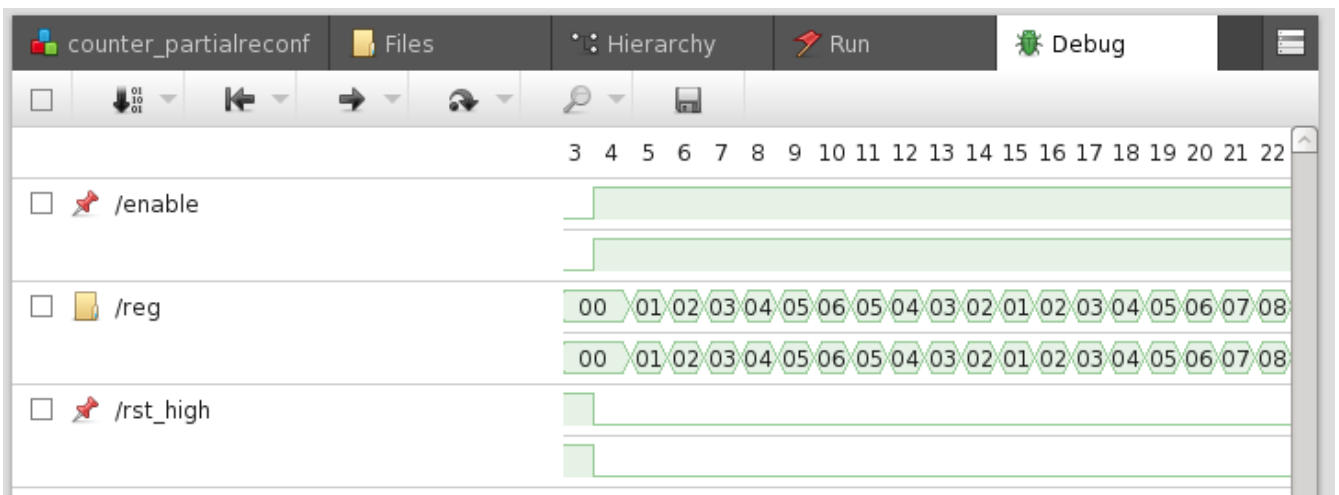 counter_partialreconf Files Hierarchy Run Debug
01
10
01
3 4 5 6 7 8 9 10 11 12 13 14 15 16 17 18 19 20 21 22
/enable
/reg 00 01 02 03 04 05 06 05 04 03 02 01 02 03 04 05 06 07 08
00 01 02 03 04 05 06 05 04 03 02 01 02 03 04 05 06 07 08
/rst_high